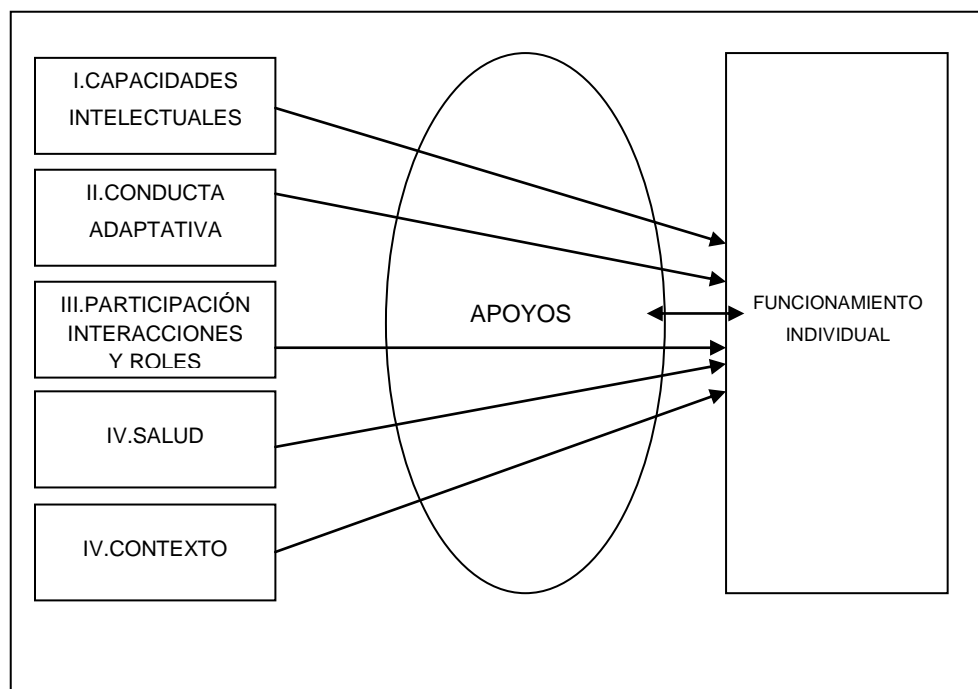 I.CAPACIDADES
INTELECTUALES
II.CONDUCTA
ADAPTATIVA
III.PARTICIPACIÓN
INTERACCIONES
Y ROLES
IV.SALUD
IV.CONTEXTO
APOYOS
FUNCIONAMIENTO
INDIVIDUAL